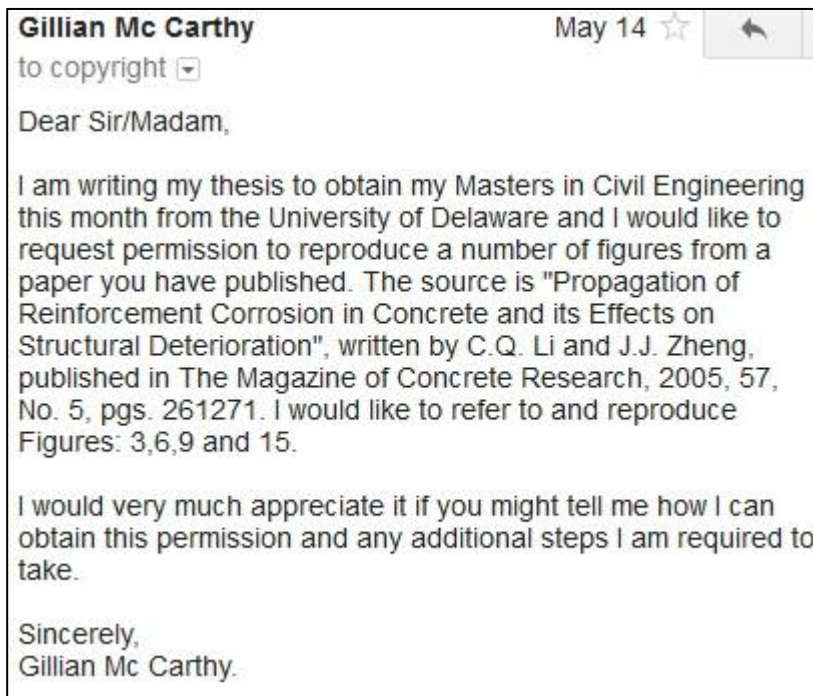 Gillian Mc Carthy May 14
to copyright
Dear Sir/Madam,
I am writing my thesis to obtain my Masters in Civil Engineering
this month from the University of Delaware and I would like to
request permission to reproduce a number of figures from a
paper you have published. The source is "Propagation of
Reinforcement Corrosion in Concrete and its Effects on
Structural Deterioration", written by C.Q. Li and J.J. Zheng,
published in The Magazine of Concrete Research, 2005, 57,
No. 5, pgs. 261271. I would like to refer to and reproduce
Figures: 3,6,9 and 15.
I would very much appreciate it if you might tell me how I can
obtain this permission and any additional steps I am required to
take.
Sincerely,
Gillian Mc Carthy.